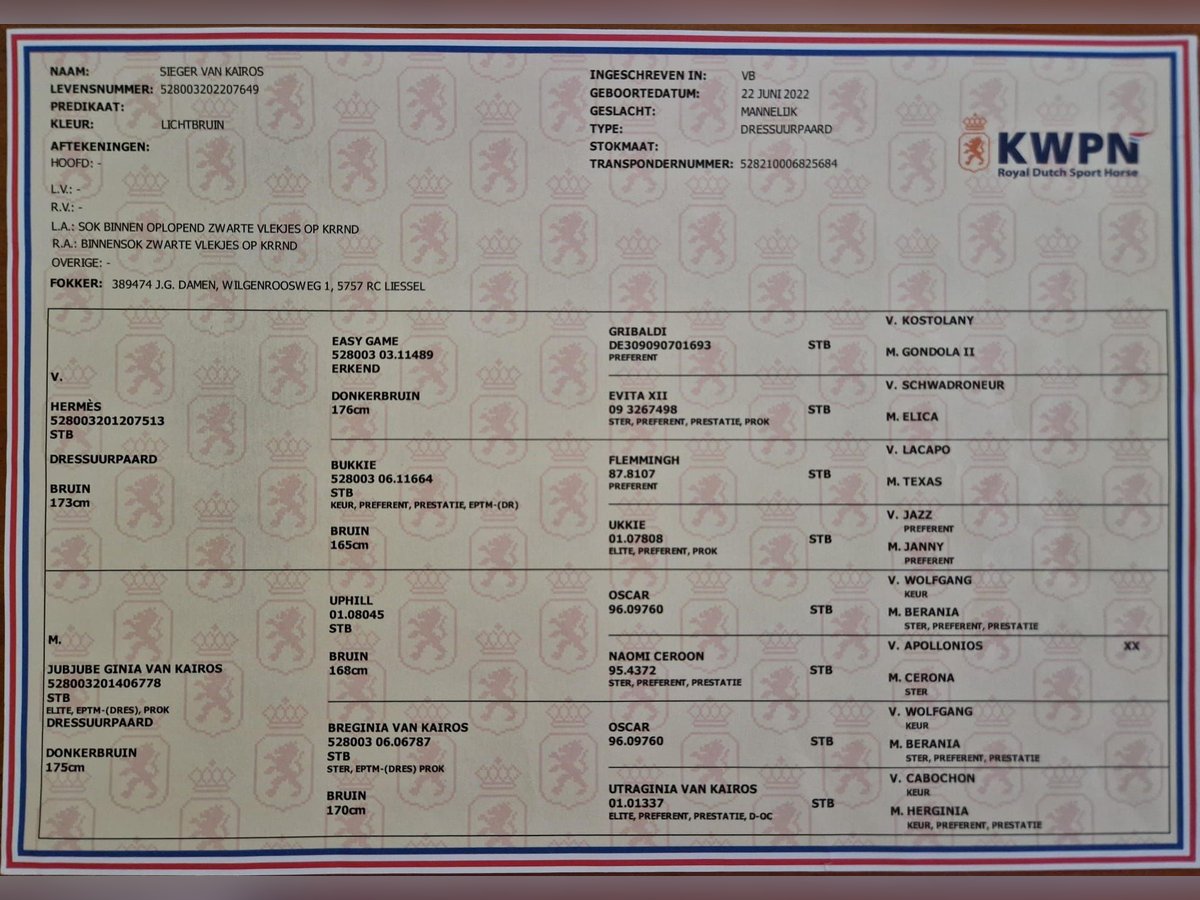 NAAM: SIEGER VAN KAIROS
LEVENSNUMMER: 528003202207649
PREDIKAAT:
KLEUR: LICHTBRUIN
AFTEKENINGEN:
HOOFD: -
L.V.: -
R.V.: -
L.A.: SOK BINNEN OPLOPEND ZWARTE VLEKJES OP KRRND
R.A.: BINNENSOK ZWARTE VLEKJES OP KRRND
OVERIGE: -
FOKKER: 389474 J.G. DAMEN, WILGENROOSWEG 1, 5757 RC LIESSEL
INGESCHREVEN IN: VB
GEBOORTEDATUM: 22 JUNI 2022
GESLACHT: MANNELIJK
TYPE: DRESSUURPAARD
STOKMAAT:
TRANSPONDERNUMMER: 528210006825684
KWPN
Royal Dutch Sport Horse
V.
HERMÈS
528003201207513
STB
DRESSUURPAARD
BRUIN
173cm
EASY GAME
528003 03.11489
ERKEND
DONKERBRUIN
176cm
BUKKIE
528003 06.11664
STB
KEUR, PREFERENT, PRESTATIE, EPTM-(DR)
BRUIN
165cm
GRIBALDI
DE309090701693 STB
PREFERENT
EVITA XII
09 3267498 STB
STER, PREFERENT, PRESTATIE, PROK
FLEMMINGH
87.8107 STB
PREFERENT
UKKIE
01.07808 STB
ELITE, PREFERENT, PROK
V. KOSTOLANY
M. GONDOLA II
V. SCHWADRONEUR
M. ELICA
V. LACAPO
M. TEXAS
V. JAZZ
PREFERENT
M. JANNY
PREFERENT
M.
JUBJUBE GINIA VAN KAIROS
528003201406778
STB
ELITE, EPTM-(DRES), PROK
DRESSUURPAARD
DONKERBRUIN
175cm
UPHILL
01.08045
STB
BRUIN
168cm
BREGINIA VAN KAIROS
528003 06.06787
STB
STER, EPTM-(DRES) PROK
BRUIN
170cm
OSCAR
96.09760 STB
NAOMI CEROON
95.4372 STB
STER, PREFERENT, PRESTATIE
OSCAR
96.09760 STB
UTRAGINIA VAN KAIROS
01.01337 STB
ELITE, PREFERENT, PRESTATIE, D-OC
V. WOLFGANG
KEUR
M. BERANIA
STER, PREFERENT, PRESTATIE
V. APOLLONIOS XX
M. CERONA
STER
V. WOLFGANG
KEUR
M. BERANIA
STER, PREFERENT, PRESTATIE
V. CABOCHON
KEUR
M. HERGINIA
KEUR, PREFERENT, PRESTATIE